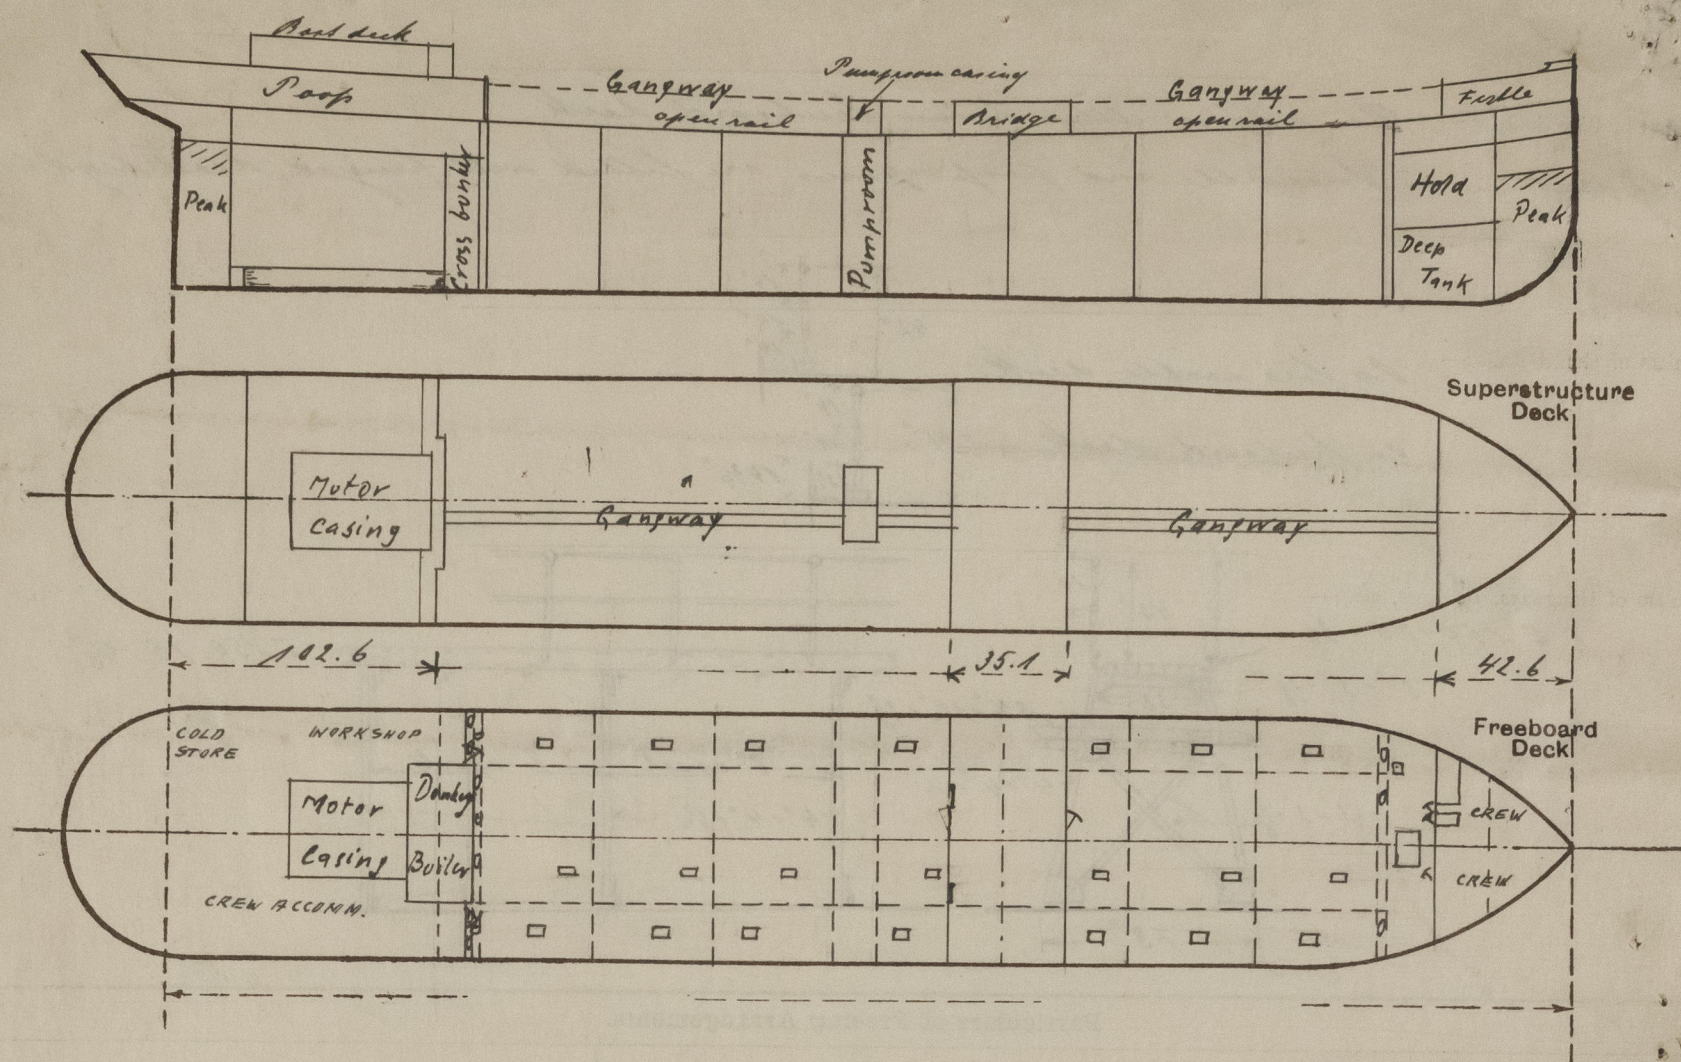 Boat deck
Poop
Gangway
open rail
Pumproom casing
Bridge
Gangway
open rail
Fx'tle
Peak
Cross bunker
Pumproom
Hold
Peak
Deep
Tank
Superstructure
Deck
Motor
Casing
Gangway
Gangway
102.6
35.1
42.6
Freeboard
Deck
COLD
STORE
WORKSHOP
Motor
Casing
Donkey
Boiler
CREW
CREW
CREW ACCOMM.